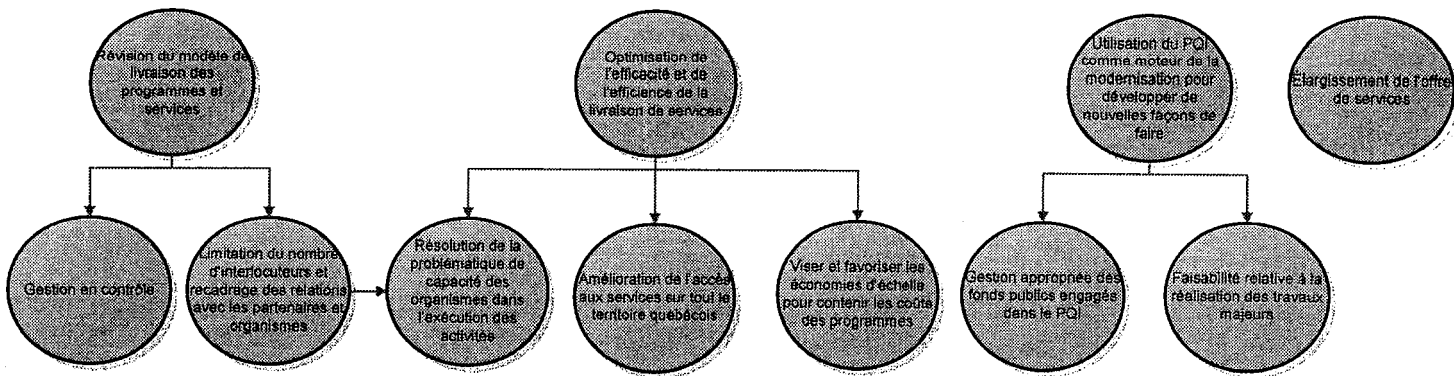 Révision du modèle de
livraison des
programmes et
services
Optimisation de
l'efficacité et de
l'efficience de la
livraison de services
Utilisation du PQI
comme moteur de la
modernisation pour
développer de
nouvelles façons de
faire
Élargissement de l'offre
de services
Gestion en contrôle
Limitation du nombre
d'interlocuteurs et
recadrage des relations
avec les partenaires et
organismes
Résolution de la
problématique de
capacité des
organismes dans
l'exécution des
activités
Amélioration de l'accès
aux services sur tout le
territoire québécois
Viser et favoriser les
économies d'échelle
pour contenir les coûts
des programmes
Gestion appropriée des
fonds publics engagés
dans le PQI
Faisabilité relative à la
réalisation des travaux
majeurs